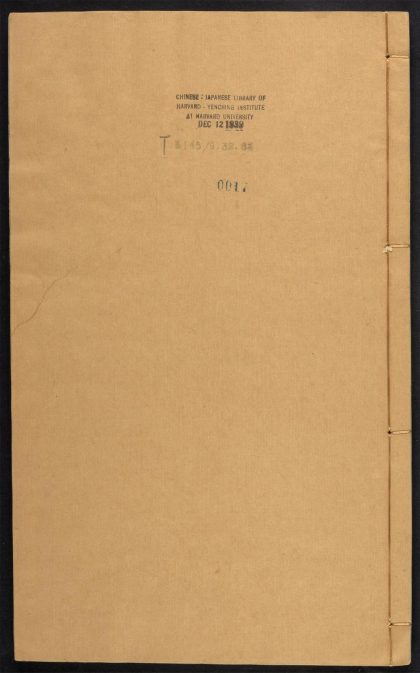 CHINESE - JAPANESE LIBRARY OF
HARVARD - YENCHING INSTITUTE
AT HARVARD UNIVERSITY
DEC 12 1939
T
0017